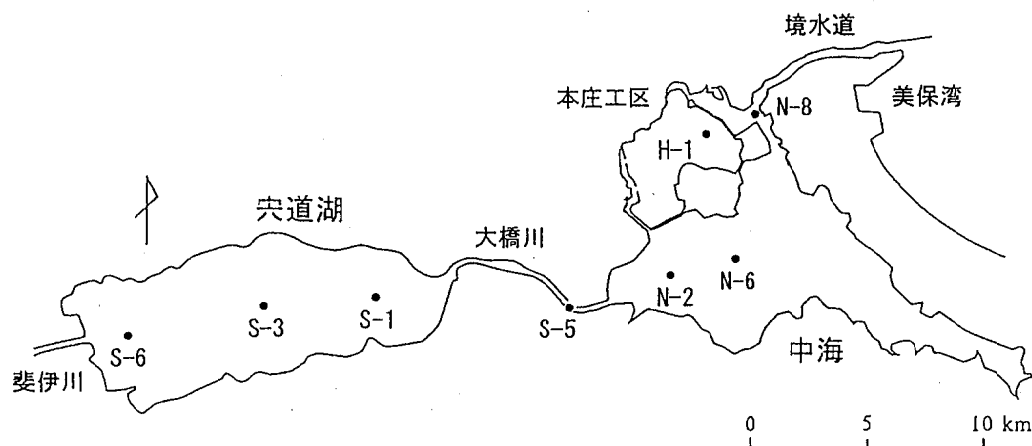 境水道
本庄工区
美保湾
N-8
H-1
宍道湖
大橋川
N-2
N-6
S-6
S-3
S-1
S-5
斐伊川
中海
0 5 10 km